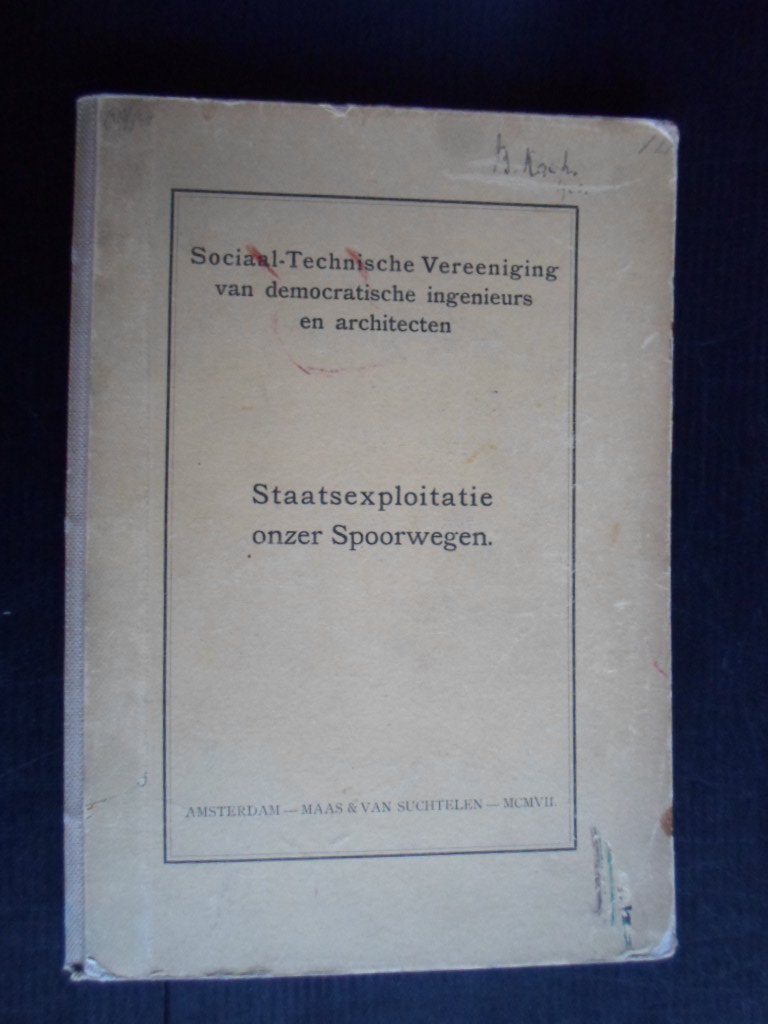 Sociaal-Technische Vereeniging
van democratische ingenieurs
en architecten
Staatsexploitatie
onzer Spoorwegen.
AMSTERDAM — MAAS & VAN SUCHTELEN — MCMVII.